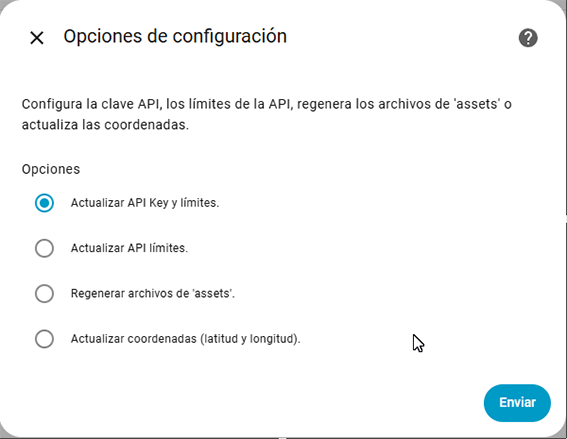 Opciones de configuración
Configura la clave API, los límites de la API, regenera los archivos de 'assets' o
actualiza las coordenadas.
Opciones
Actualizar API Key y límites.
Actualizar API límites.
Regenerar archivos de 'assets'.
Actualizar coordenadas (latitud y longitud).
Enviar